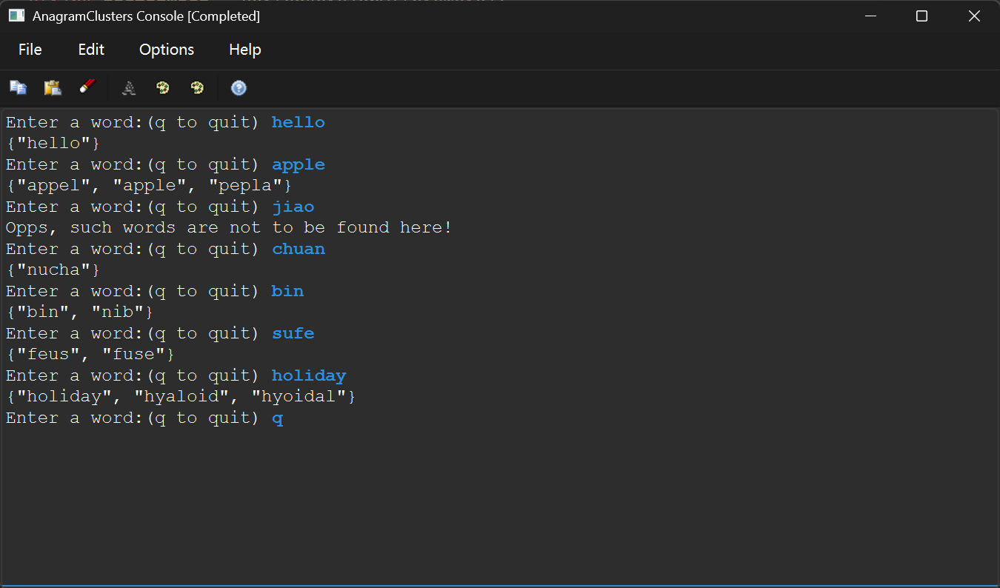 AnagramClusters Console [Completed]
File Edit Options Help
Enter a word:(q to quit) hello
{"hello"}
Enter a word:(q to quit) apple
{"appel", "apple", "pepla"}
Enter a word:(q to quit) jiao
Opps, such words are not to be found here!
Enter a word:(q to quit) chuan
{"nucha"}
Enter a word:(q to quit) bin
{"bin", "nib"}
Enter a word:(q to quit) sufe
{"feus", "fuse"}
Enter a word:(q to quit) holiday
{"holiday", "hyaloid", "hyoidal"}
Enter a word:(q to quit) q